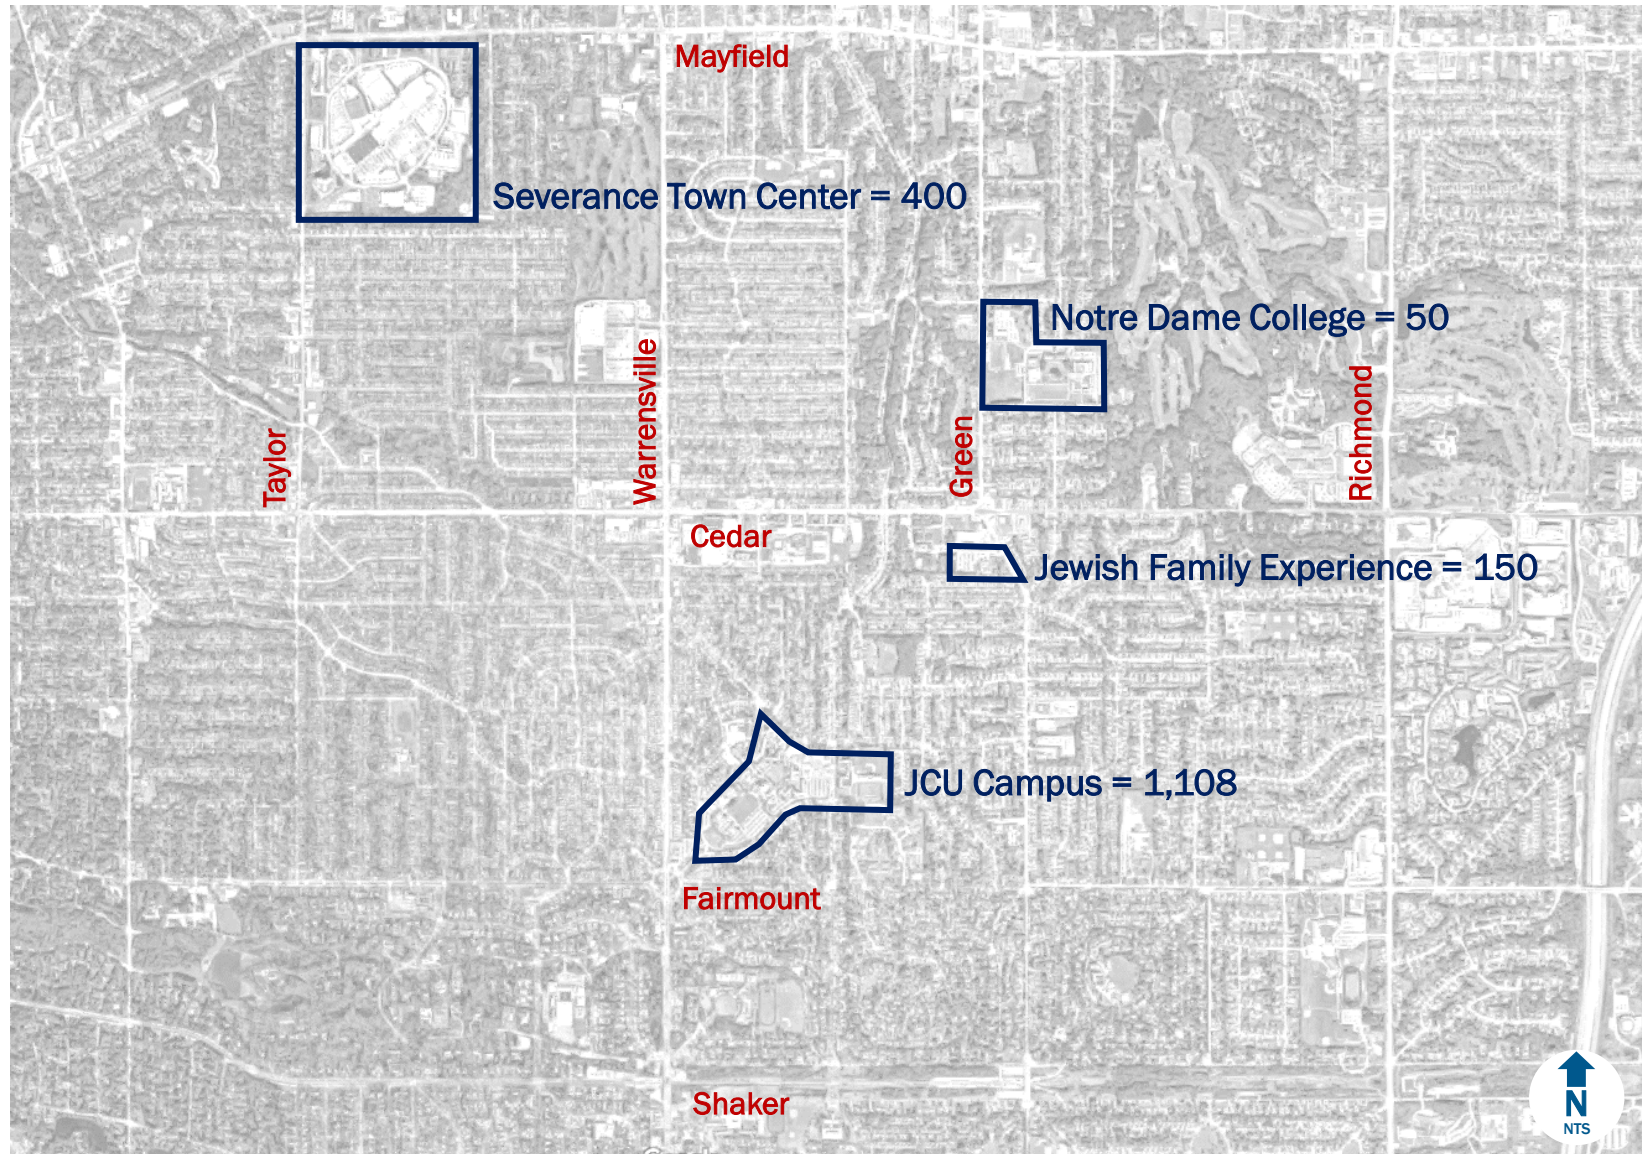 Mayfield
Severance Town Center = 400
Notre Dame College = 50
Warrensville
Richmond
Green
Taylor
Cedar
Jewish Family Experience = 150
JCU Campus = 1,108
Fairmount
Shaker
N
NTS